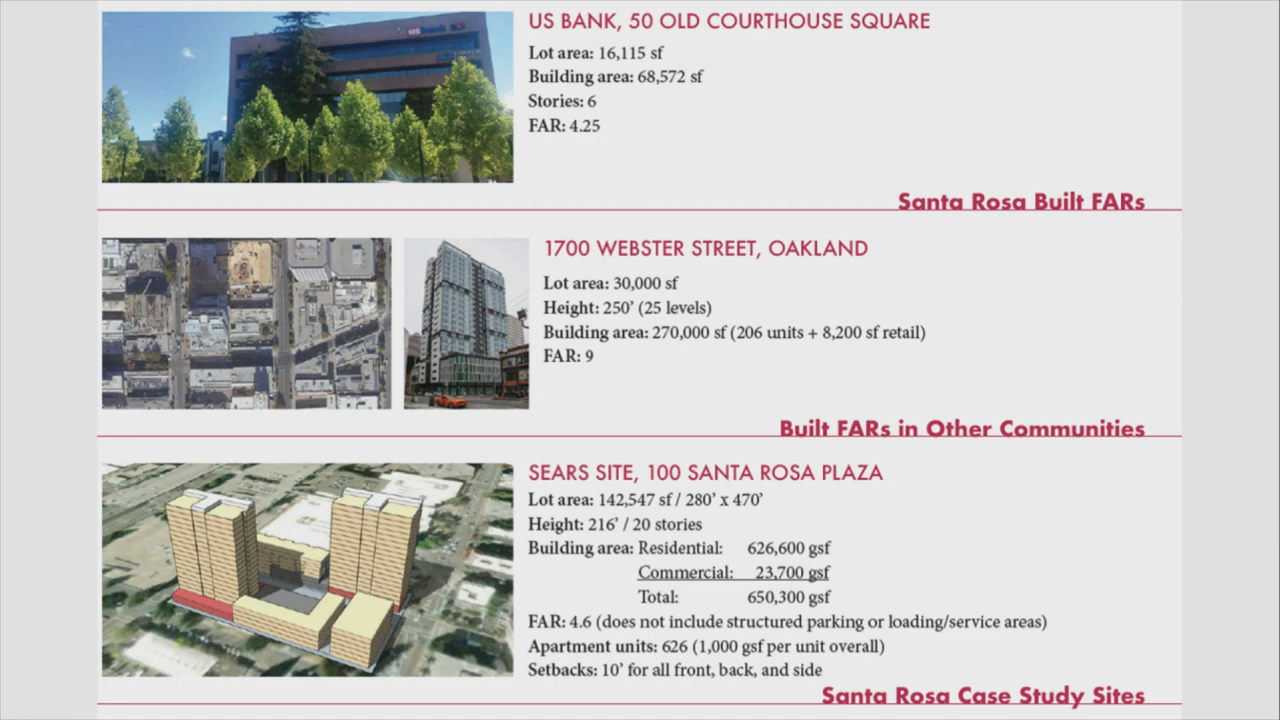 US BANK, 50 OLD COURTHOUSE SQUARE
Lot area: 16,115 sf
Building area: 68,572 sf
Stories: 6
FAR: 4.25
Santa Rosa Built FARs
1700 WEBSTER STREET, OAKLAND
Lot area: 30,000 sf
Height: 250’ (25 levels)
Building area: 270,000 sf (206 units + 8,200 sf retail)
FAR: 9
Built FARs in Other Communities
SEARS SITE, 100 SANTA ROSA PLAZA
Lot area: 142,547 sf / 280’ x 470’
Height: 216’ / 20 stories
Building area: Residential: 626,600 gsf
Commercial: 23,700 gsf
Total: 650,300 gsf
FAR: 4.6 (does not include structured parking or loading/service areas)
Apartment units: 626 (1,000 gsf per unit overall)
Setbacks: 10’ for all front, back, and side
Santa Rosa Case Study Sites